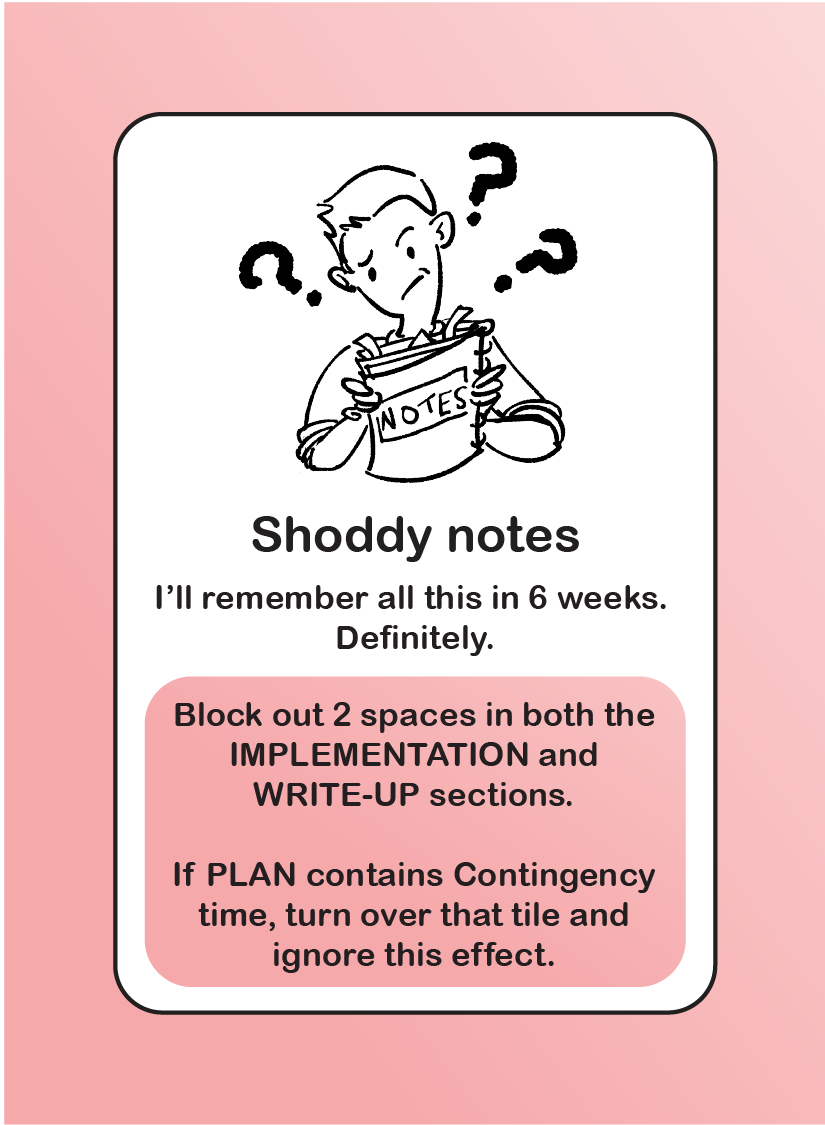 NOTES
Shoddy notes
I'll remember all this in 6 weeks.
Definitely.
Block out 2 spaces in both the
IMPLEMENTATION and
WRITE-UP sections.
If PLAN contains Contingency
time, turn over that tile and
ignore this effect.